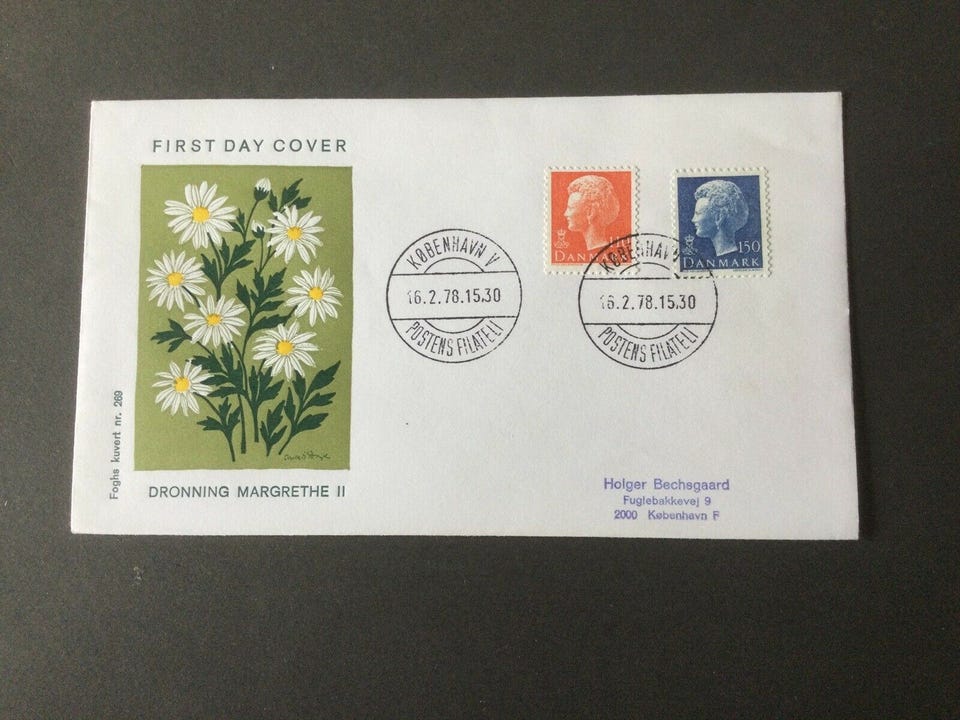 FIRST DAY COVER
Foghs kuvert nr. 269
DRONNING MARGRETHE II
KØBENHAVN V
16.2.78.15.30
POSTENS FILATELI
DANMARK
150
DANMARK
KØBENHAVN V
16.2.78.15.30
POSTENS FILATELI
Holger Bechsgaard
Fuglebakkevej 9
2000 København F